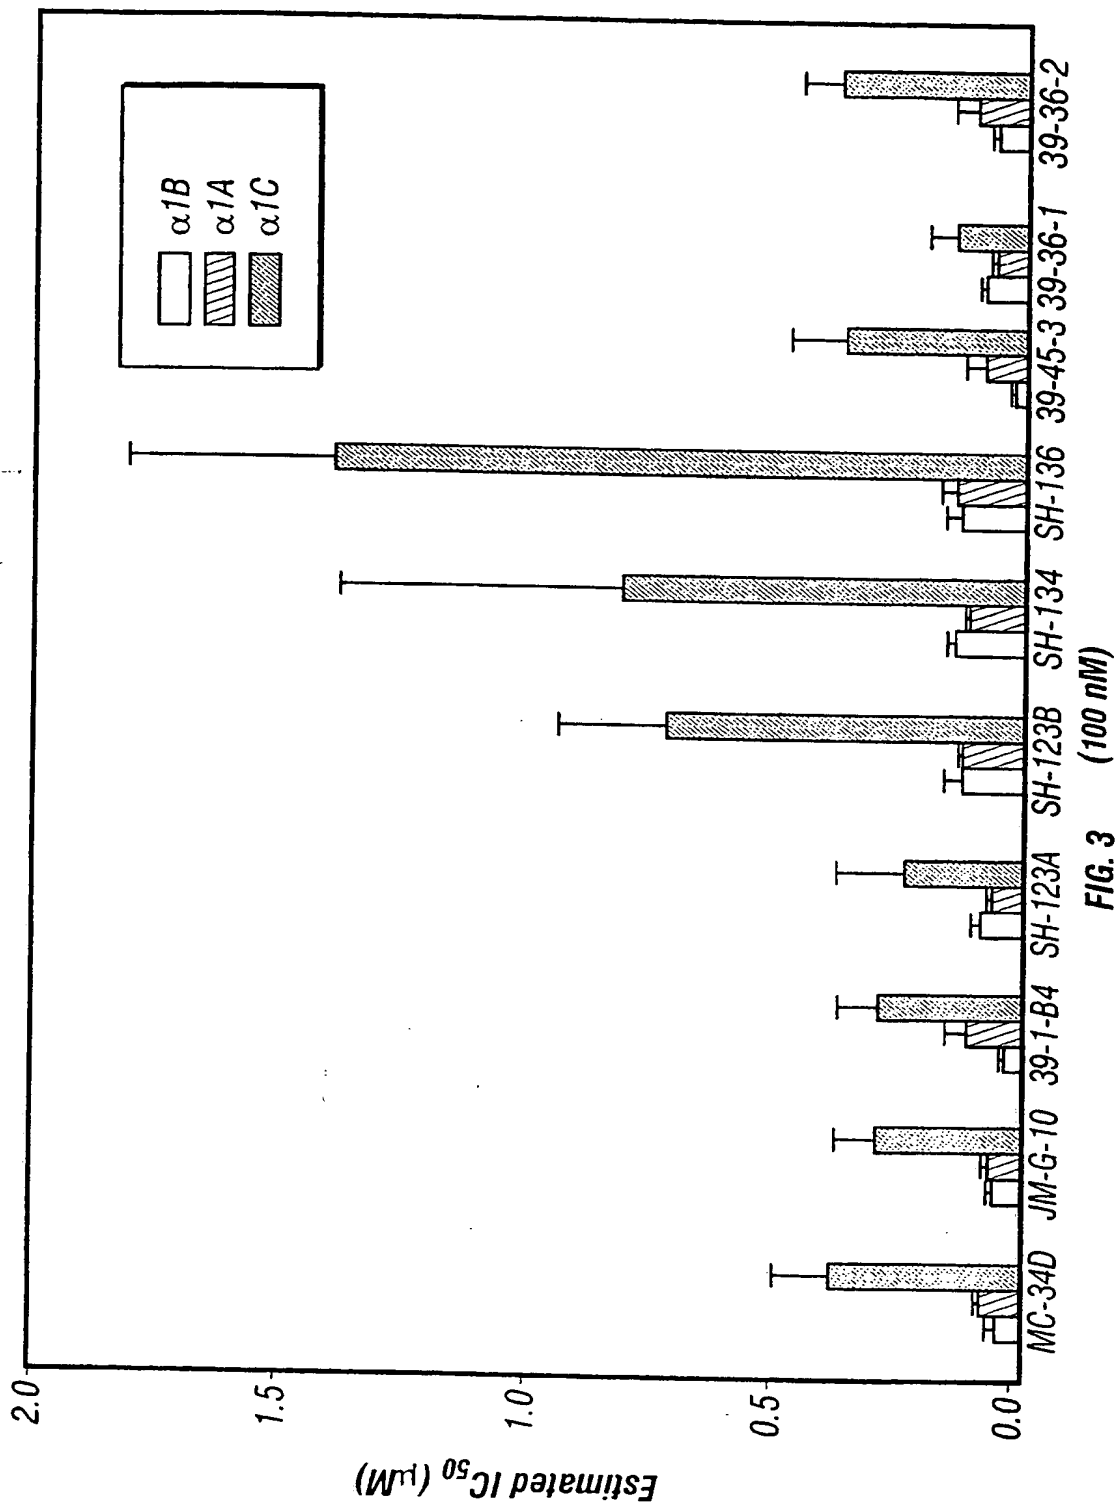 2.0
1.5
1.0
0.5
0.0
Estimated IC50 (μM)
α1B
α1A
α1C
MC-34D
JM-G-10
39-1-B4
SH-123A
SH-123B
SH-134
SH-136
39-45-3
39-36-1
39-36-2
(100 nM)
FIG. 3